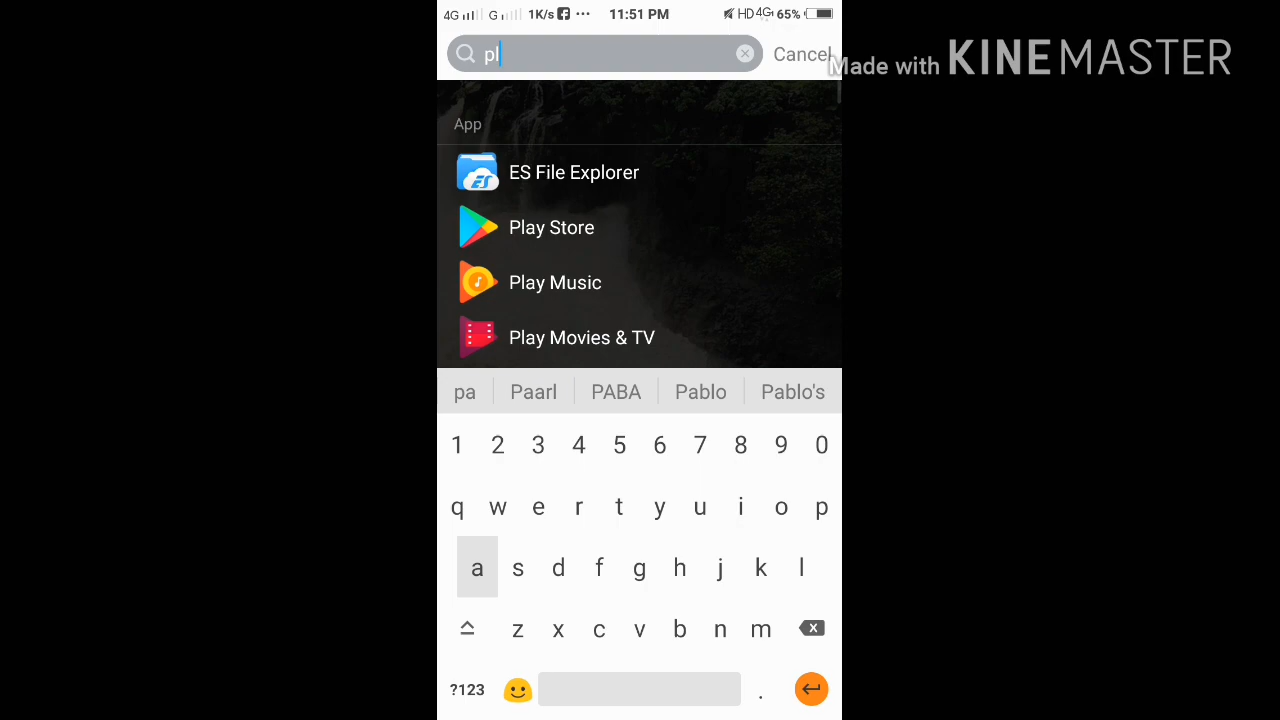 4G G 1K/s ... 11:51 PM HD 4G 65%
pl Cancel
Made with KINEMASTER
App
ES File Explorer
Play Store
Play Music
Play Movies & TV
pa Paarl PABA Pablo Pablo's
1 2 3 4 5 6 7 8 9 0
q w e r t y u i o p
a s d f g h j k l
z x c v b n m
?123 .